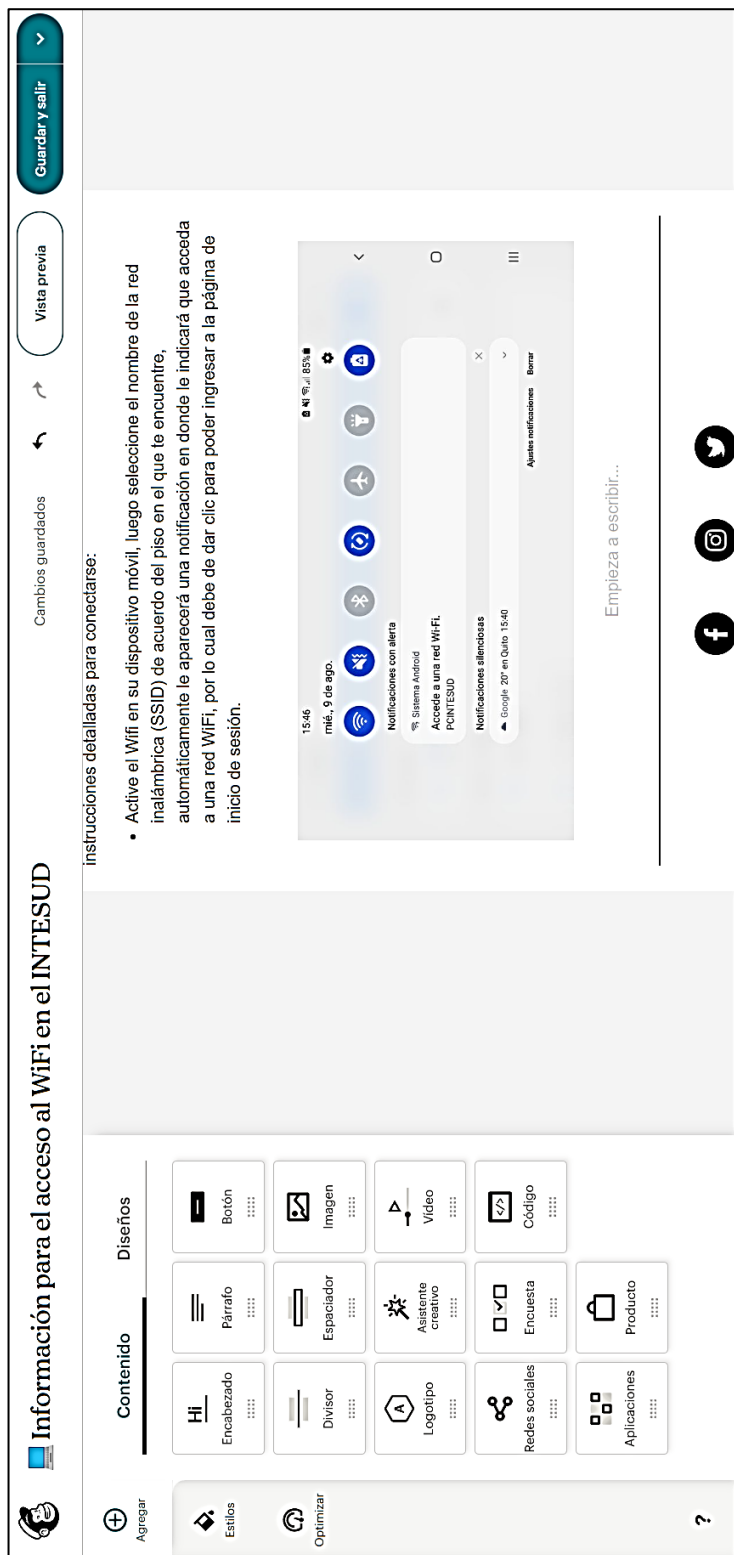 Información para el acceso al WiFi en el INTESUD
Cambios guardados
Vista previa
Guardar y salir
Agregar
Estilos
Optimizar
?
Contenido
Diseños
Hi
Encabezado
Párrafo
Botón
Divisor
Espaciador
Imagen
A
Logotipo
Asistente
creativo
Vídeo
Redes sociales
Encuesta
</>
Código
Aplicaciones
Producto
instrucciones detalladas para conectarse:
• Active el Wifi en su dispositivo móvil, luego seleccione el nombre de la red
inalámbrica (SSID) de acuerdo del piso en el que te encuentre,
automáticamente le aparecerá una notificación en donde le indicará que acceda
a una red WiFi, por lo cual debe de dar clic para poder ingresar a la página de
inicio de sesión.
15:46
85%
mié., 9 de ago.
Notificaciones con alerta
Sistema Android
Accede a una red Wi-Fi.
PCINTESUD
Notificaciones silenciosas
Google 20° en Quito 15:40
Ajustes notificaciones Borrar
Empieza a escribir...